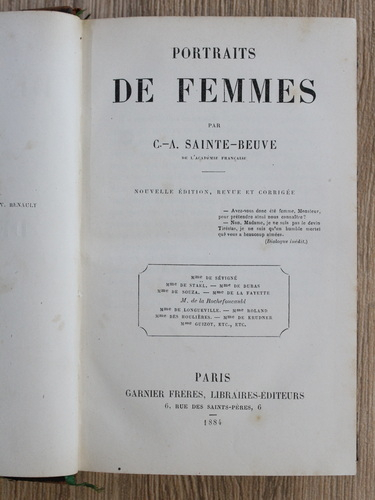 V. RENAULT
PORTRAITS
DE FEMMES
PAR
C.-A. SAINTE-BEUVE
DE L'ACADÉMIE FRANÇAISE
NOUVELLE ÉDITION, REVUE ET CORRIGÉE
— Avez-vous donc été femme, Monsieur,
pour prétendre ainsi nous connaître?
— Non, Madame, je ne suis pas le devin
Tirésias, je ne suis qu'un humble mortel
qui vous a beaucoup aimées.
(Dialogue inédit.)
Mme DE SÉVIGNÉ
Mme DE STAEL. — Mme DE DURAS
Mme DE SOUZA. — Mme DE LA FAYETTE
M. de la Rochefoucauld
Mme DE LONGUEVILLE. — Mme ROLAND
Mme DES HOULIÈRES. — Mme DE KRUDNER
Mme GUIZOT, ETC., ETC.
PARIS
GARNIER FRÈRES, LIBRAIRES-ÉDITEURS
6, RUE DES SAINTS-PÈRES, 6
1884